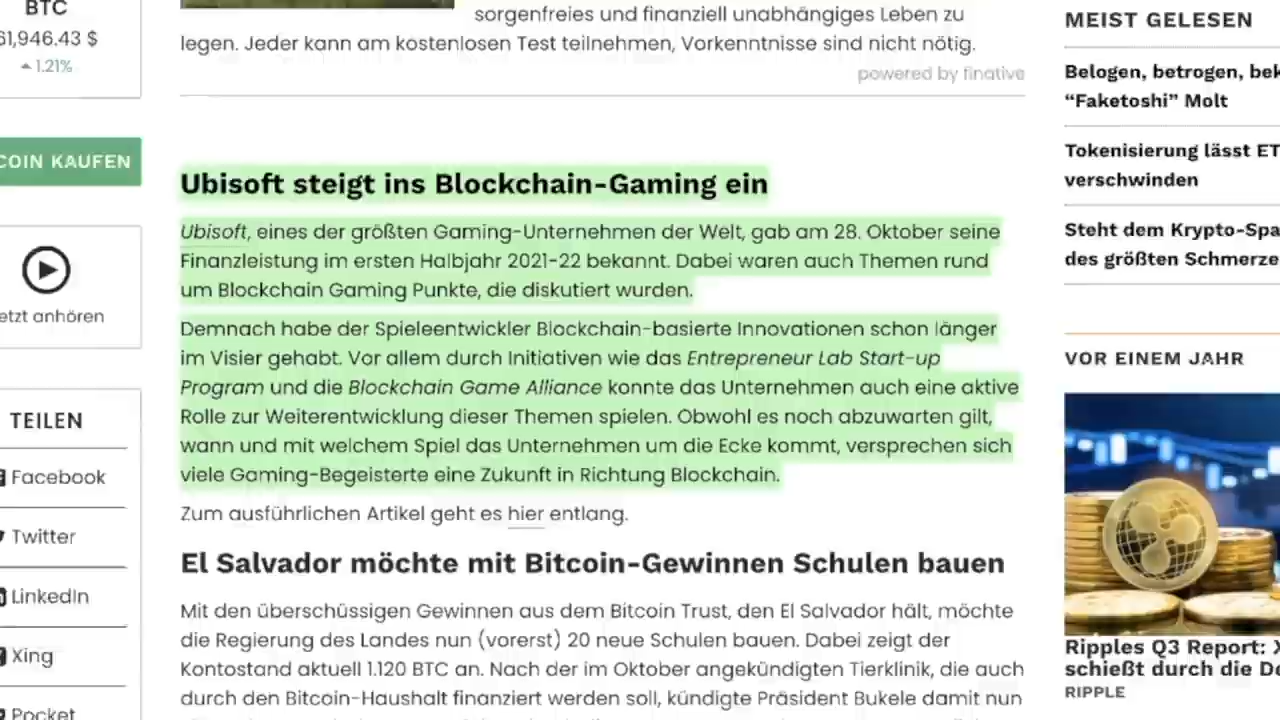 BTC
61,946.43 $
1.21%
COIN KAUFEN
etzt anhören
TEILEN
Facebook
Twitter
LinkedIn
Xing
Pocket
sorgenfreies und finanziell unabhängiges Leben zu
legen. Jeder kann am kostenlosen Test teilnehmen, Vorkenntnisse sind nicht nötig.
powered by finative
Ubisoft steigt ins Blockchain-Gaming ein
Ubisoft, eines der größten Gaming-Unternehmen der Welt, gab am 28. Oktober seine
Finanzleistung im ersten Halbjahr 2021-22 bekannt. Dabei waren auch Themen rund
um Blockchain Gaming Punkte, die diskutiert wurden.
Demnach habe der Spieleentwickler Blockchain-basierte Innovationen schon länger
im Visier gehabt. Vor allem durch Initiativen wie das Entrepreneur Lab Start-up
Program und die Blockchain Game Alliance konnte das Unternehmen auch eine aktive
Rolle zur Weiterentwicklung dieser Themen spielen. Obwohl es noch abzuwarten gilt,
wann und mit welchem Spiel das Unternehmen um die Ecke kommt, versprechen sich
viele Gaming-Begeisterte eine Zukunft in Richtung Blockchain.
Zum ausführlichen Artikel geht es hier entlang.
El Salvador möchte mit Bitcoin-Gewinnen Schulen bauen
Mit den überschüssigen Gewinnen aus dem Bitcoin Trust, den El Salvador hält, möchte
die Regierung des Landes nun (vorerst) 20 neue Schulen bauen. Dabei zeigt der
Kontostand aktuell 1.120 BTC an. Nach der im Oktober angekündigten Tierklinik, die auch
durch den Bitcoin-Haushalt finanziert werden soll, kündigte Präsident Bukele damit nun
MEIST GELESEN
Belogen, betrogen, bek
“Faketoshi” Molt
Tokenisierung lässt ET
verschwinden
Steht dem Krypto-Spa
des größten Schmerze
VOR EINEM JAHR
Ripples Q3 Report: X
schießt durch die De
RIPPLE